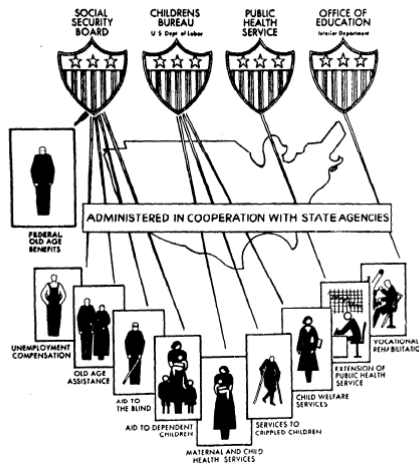 SOCIAL
SECURITY
BOARD
CHILDRENS
BUREAU
U S Dept of Labor
PUBLIC
HEALTH
SERVICE
OFFICE OF
EDUCATION
Interior Department
ADMINISTERED IN COOPERATION WITH STATE AGENCIES
FEDERAL
OLD AGE
BENEFITS
UNEMPLOYMENT
COMPENSATION
OLD AGE
ASSISTANCE
AID TO
THE BLIND
AID TO DEPENDENT
CHILDREN
MATERNAL AND CHILD
HEALTH SERVICES
SERVICES TO
CRIPPLED CHILDREN
CHILD WELFARE
SERVICES
EXTENSION OF
PUBLIC HEALTH
SERVICE
VOCATIONAL
REHABILITATION